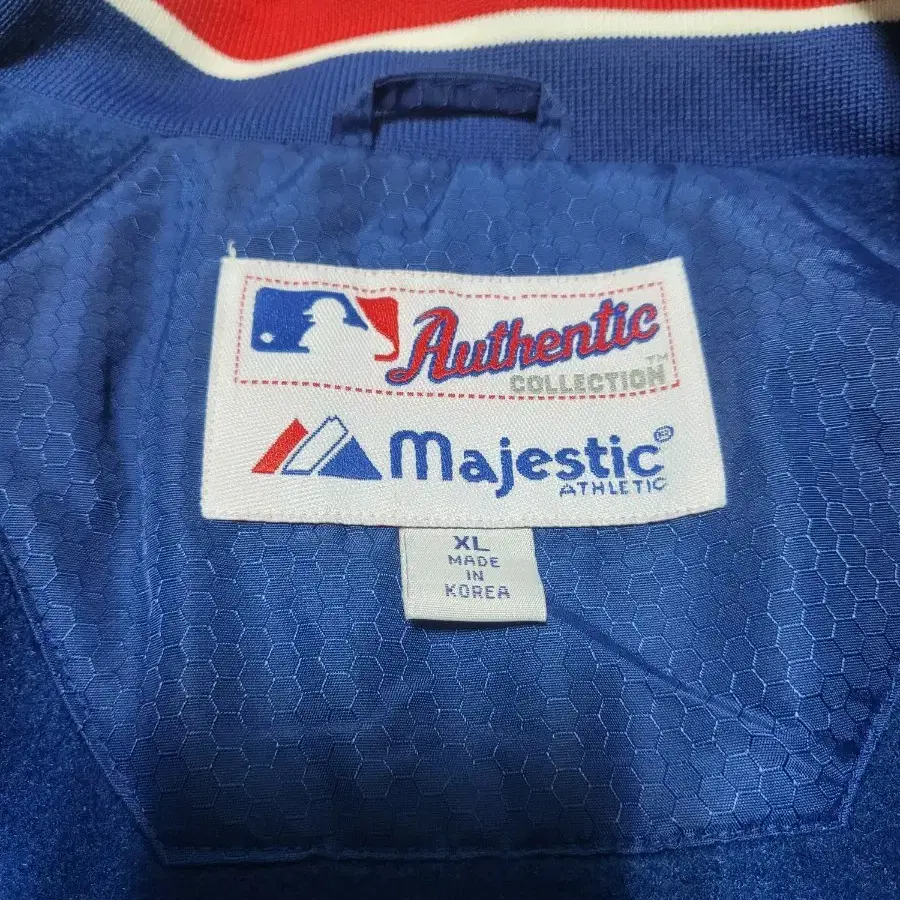 Authentic
COLLECTION™
Majestic®
ATHLETIC
XL
MADE
IN
KOREA